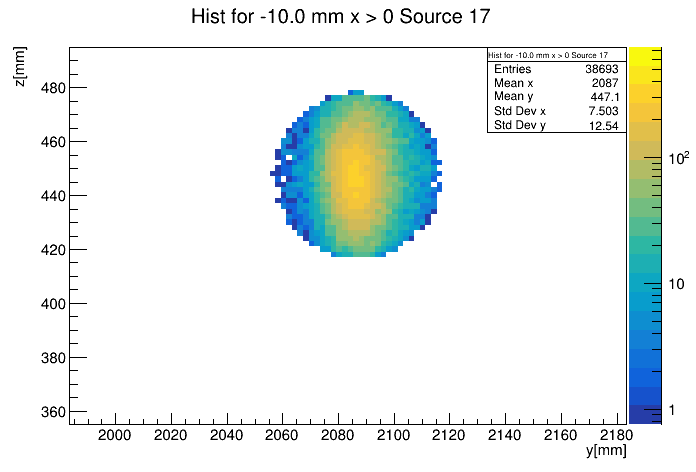 Hist for -10.0 mm x > 0 Source 17
z[mm]
Hist for -10.0 mm x > 0 Source 17
Entries 38693
Mean x 2087
Mean y 447.1
Std Dev x 7.503
Std Dev y 12.54
480
460
440
420
400
380
360
2000 2020 2040 2060 2080 2100 2120 2140 2160 2180
y[mm]
10²
10
1